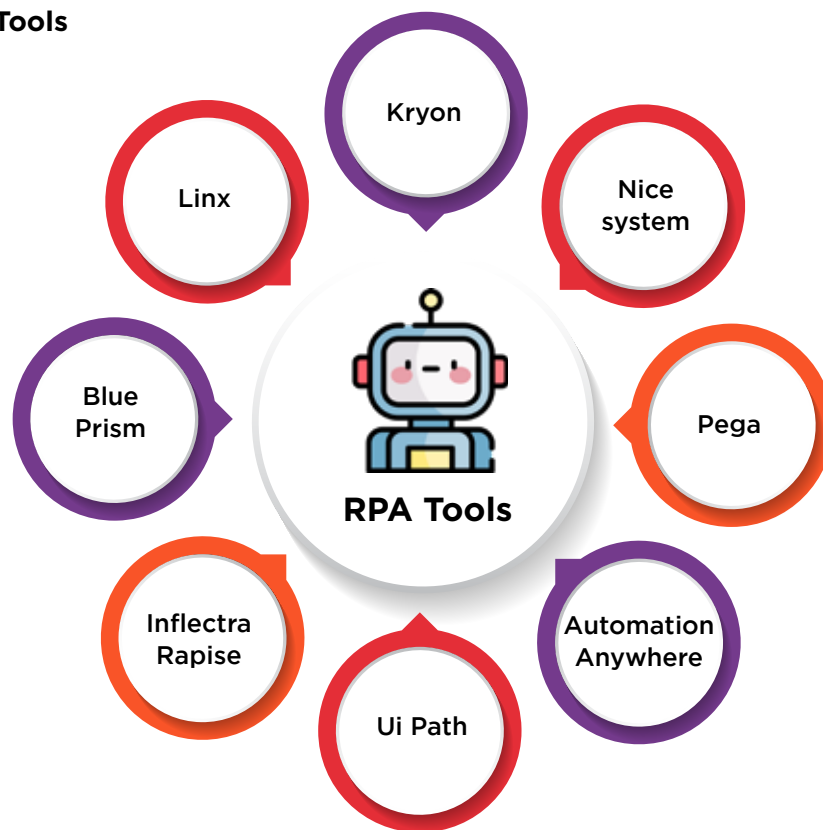 Tools
Kryon
Linx
Nice
system
Blue
Prism
Pega
RPA Tools
Inflectra
Rapise
Automation
Anywhere
Ui Path